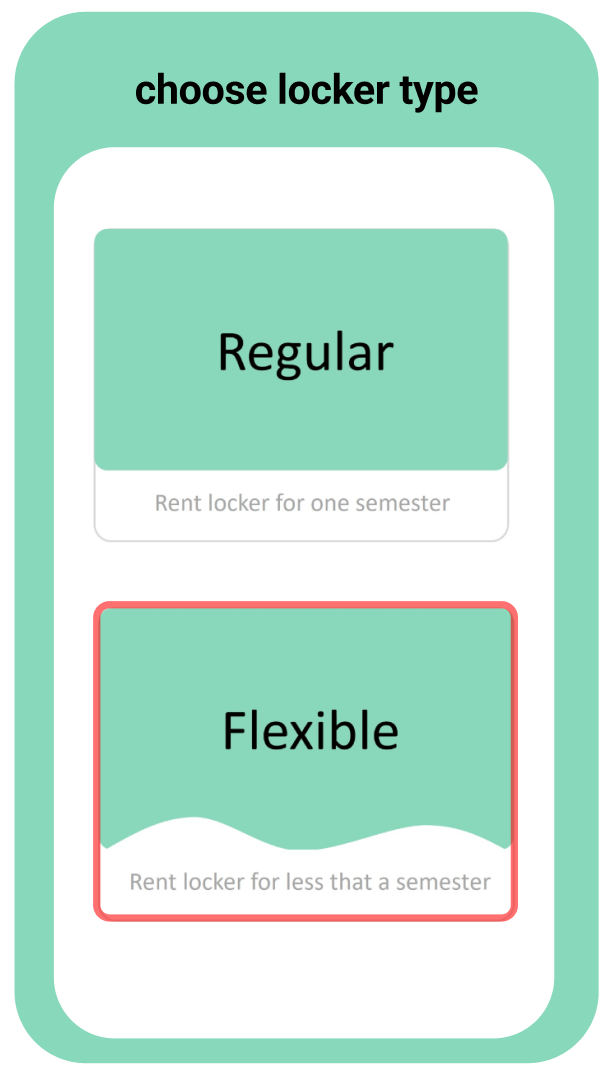 choose locker type
Regular
Rent locker for one semester
Flexible
Rent locker for less that a semester